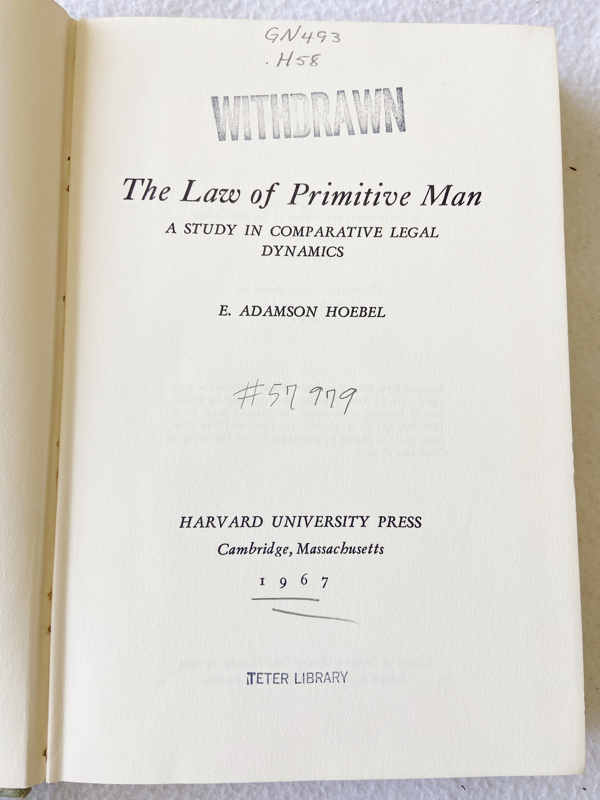 GN493
.H58
WITHDRAWN
The Law of Primitive Man
A STUDY IN COMPARATIVE LEGAL
DYNAMICS
E. ADAMSON HOEBEL
#57979
HARVARD UNIVERSITY PRESS
Cambridge, Massachusetts
1967
TETER LIBRARY